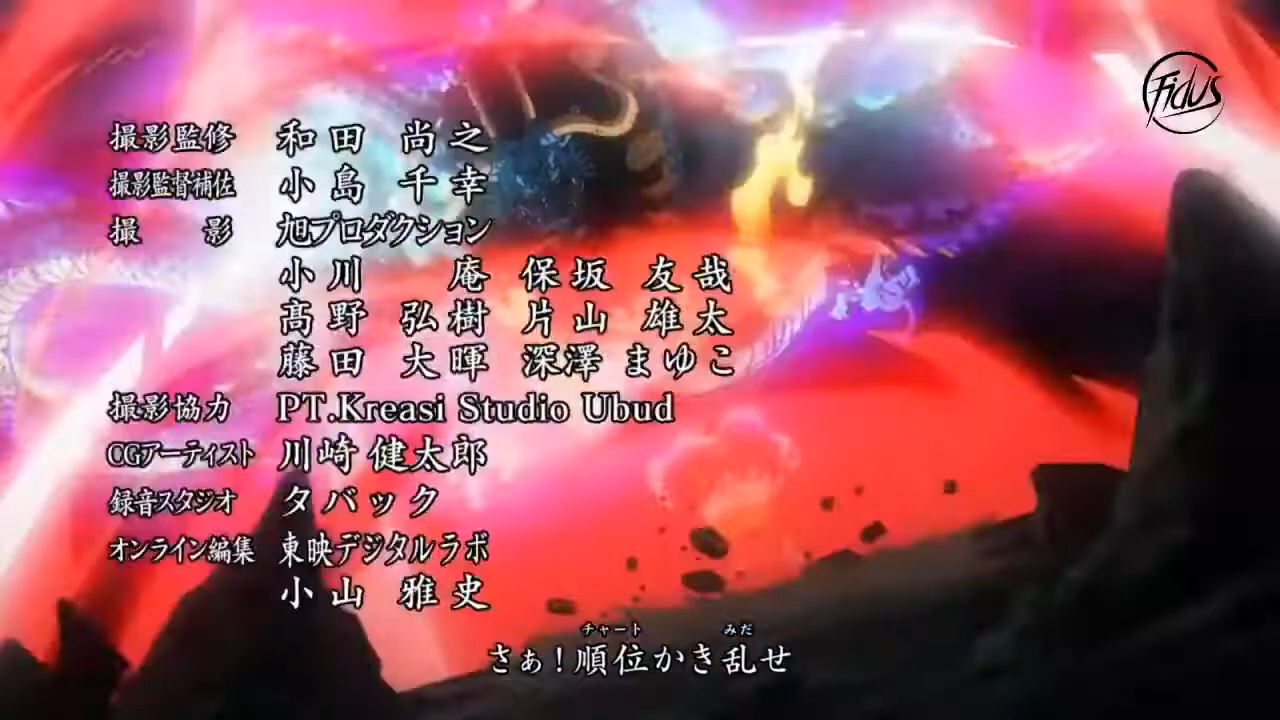 Fidus
撮影監修 和田 尚之
撮影監督補佐 小島 千幸
撮 影 旭プロダクション
小川 庵 保坂 友哉
髙野 弘樹 片山 雄太
藤田 大暉 深澤 まゆこ
撮影協力 PT.Kreasi Studio Ubud
CGアーティスト 川崎 健太郎
録音スタジオ タバック
オンライン編集 東映デジタルラボ
小山 雅史
チャート みだ
さぁ!順位かき乱せ